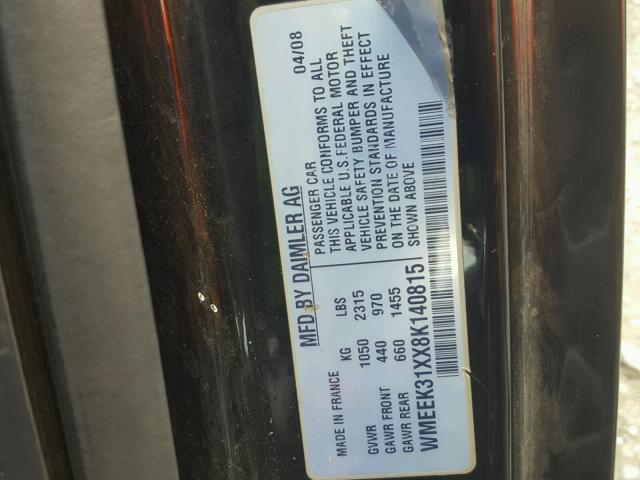 MFD BY DAIMLER AG 04/08
PASSENGER CAR
THIS VEHICLE CONFORMS TO ALL
APPLICABLE U.S. FEDERAL MOTOR
VEHICLE SAFETY BUMPER AND THEFT
PREVENTION STANDARDS IN EFFECT
ON THE DATE OF MANUFACTURE
SHOWN ABOVE
MADE IN FRANCE KG LBS
GVWR 1050 2315
GAWR FRONT 440 970
GAWR REAR 660 1455
WMEEK31XX8K140815